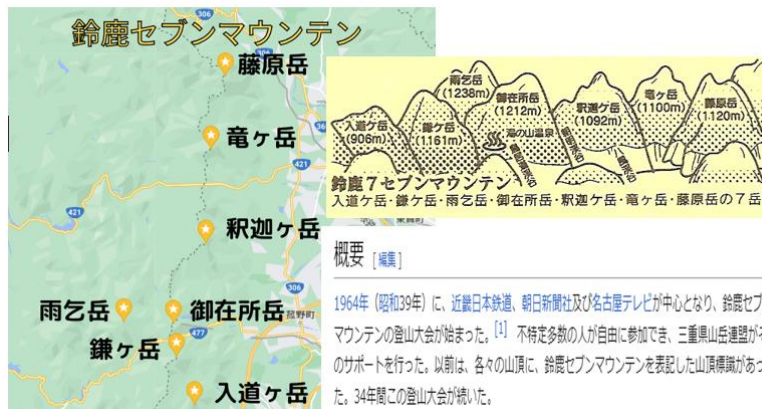 鈴鹿セブンマウンテン
306
306
藤原岳
竜ヶ岳
421
421
釈迦ヶ岳
雨乞岳
御在所岳
菰野町
477
鎌ヶ岳
入道ヶ岳
雨乞岳
(1238m)
御在所岳
(1212m)
竜ヶ岳
(1100m)
藤原岳
(1120m)
釈迦ヶ岳
(1092m)
入道ケ岳
(906m)
鎌ケ岳
(1161m)
湯の山温泉
鈴鹿7セブンマウンテン
入道ケ岳・鎌ケ岳・雨乞岳・御在所岳・釈迦ケ岳・竜ヶ岳・藤原岳の7岳
概要 [編集]
1964年（昭和39年）に、近畿日本鉄道、朝日新聞社及び名古屋テレビが中心となり、鈴鹿セブ
マウンテンの登山大会が始まった。[1] 不特定多数の人が自由に参加でき、三重県山岳連盟が
のサポートを行った。以前は、各々の山頂に、鈴鹿セブンマウンテンを表記した山頂標識があっ
た。34年間この登山大会が続いた。